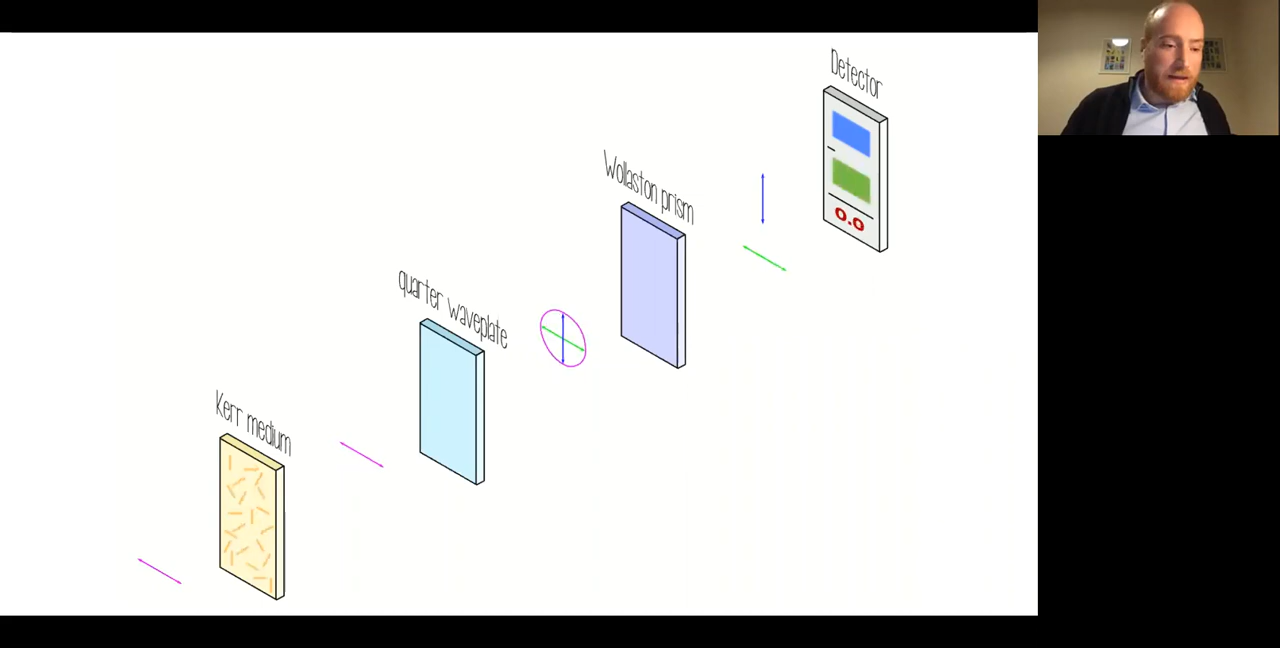 Detector
-
0.0
Wollaston prism
quarter waveplate
Kerr medium